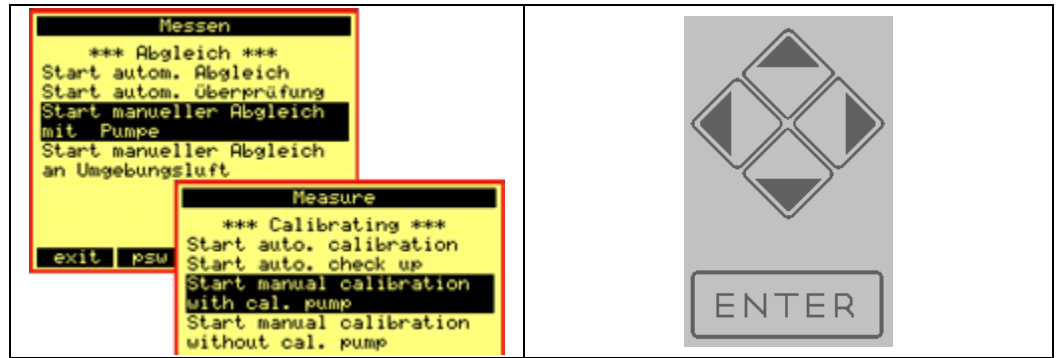 Messen
*** Abgleich ***
Start autom. Abgleich
Start autom. Überprüfung
Start manueller Abgleich
mit Pumpe
Start manueller Abgleich
an Umgebungsluft
exit psw
Measure
*** Calibrating ***
Start auto. calibration
Start auto. check up
Start manual calibration
with cal. pump
Start manual calibration
without cal. pump
ENTER